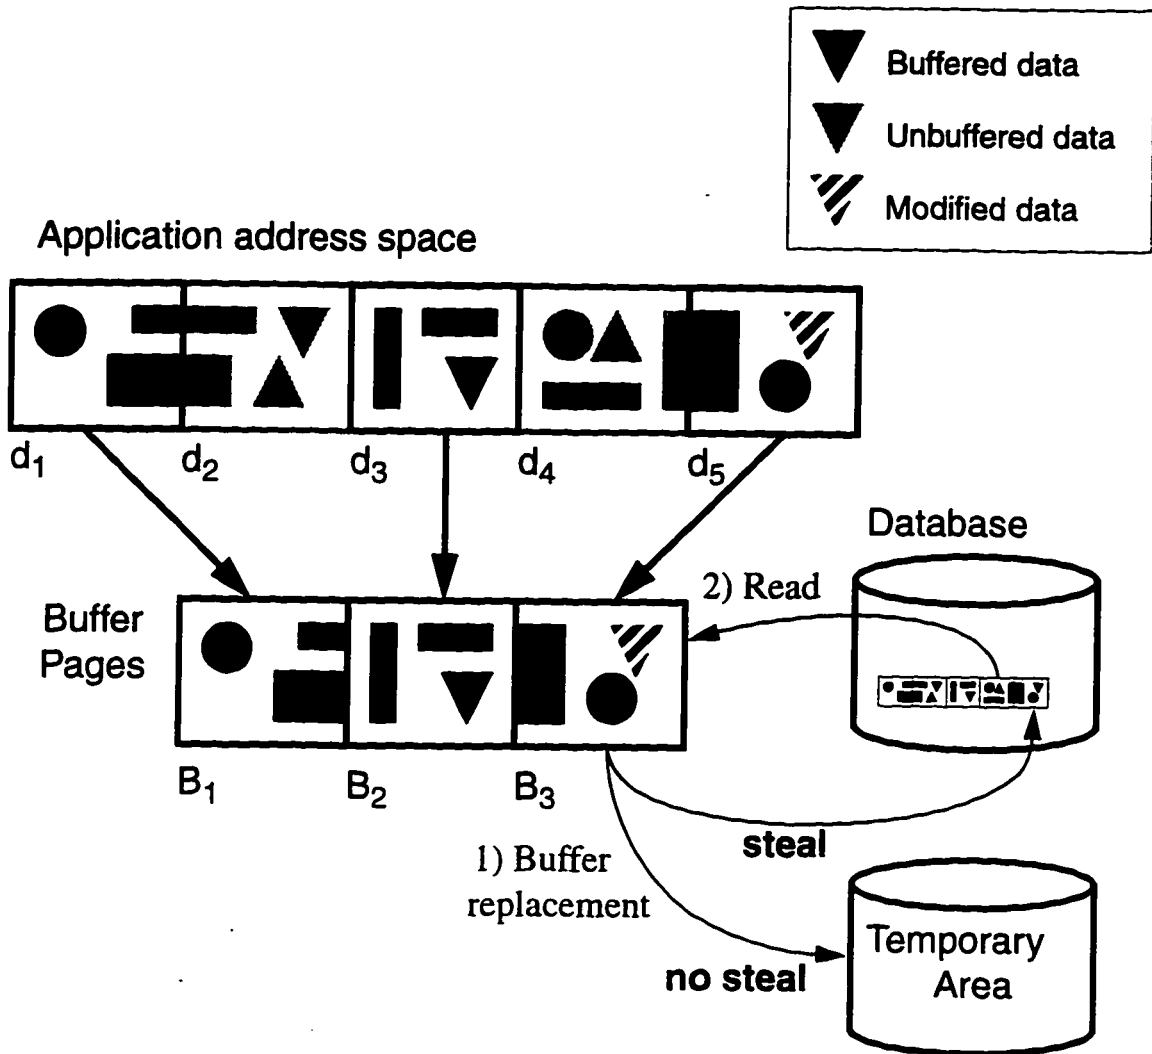 Buffered data
Unbuffered data
Modified data
Application address space
d1
d2
d3
d4
d5
Database
2) Read
Buffer
Pages
B1
B2
B3
steal
1) Buffer
replacement
Temporary
Area
no steal